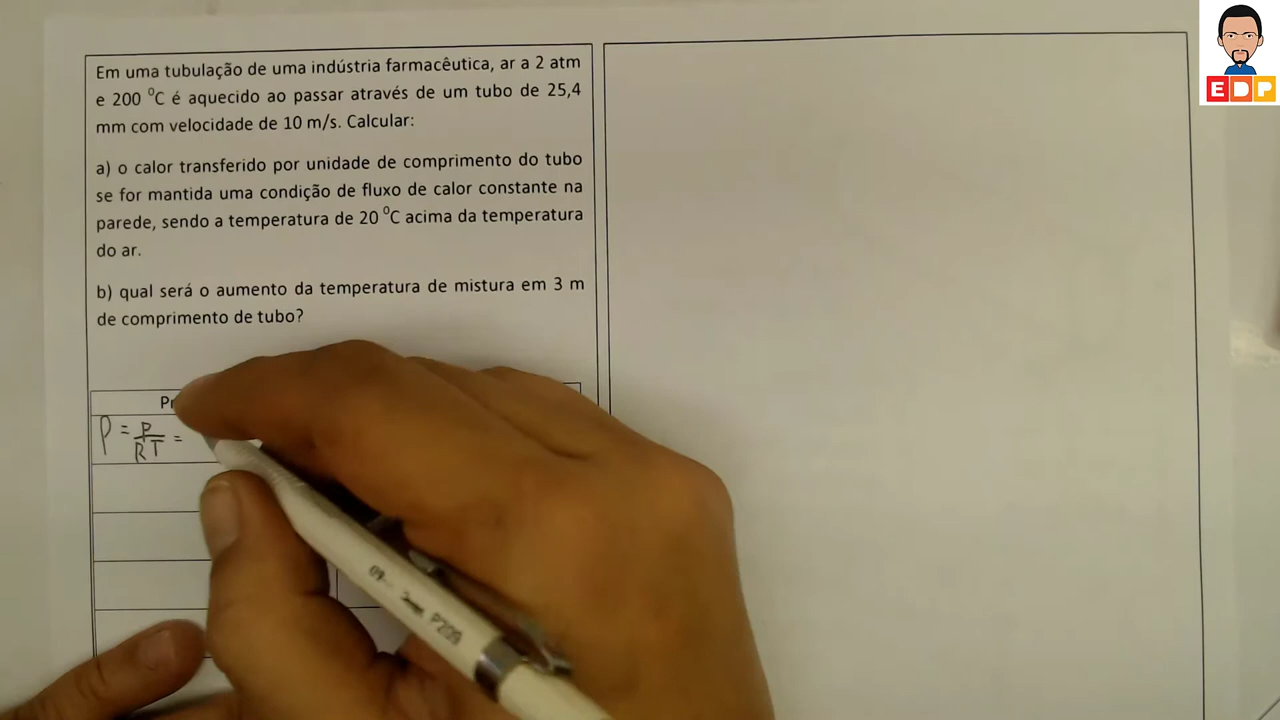 Em uma tubulação de uma indústria farmacêutica, ar a 2 atm
e 200 ⁰C é aquecido ao passar através de um tubo de 25,4
mm com velocidade de 10 m/s. Calcular:
a) o calor transferido por unidade de comprimento do tubo
se for mantida uma condição de fluxo de calor constante na
parede, sendo a temperatura de 20 ⁰C acima da temperatura
do ar.
b) qual será o aumento da temperatura de mistura em 3 m
de comprimento de tubo?
ρ = P/RT =
EDP